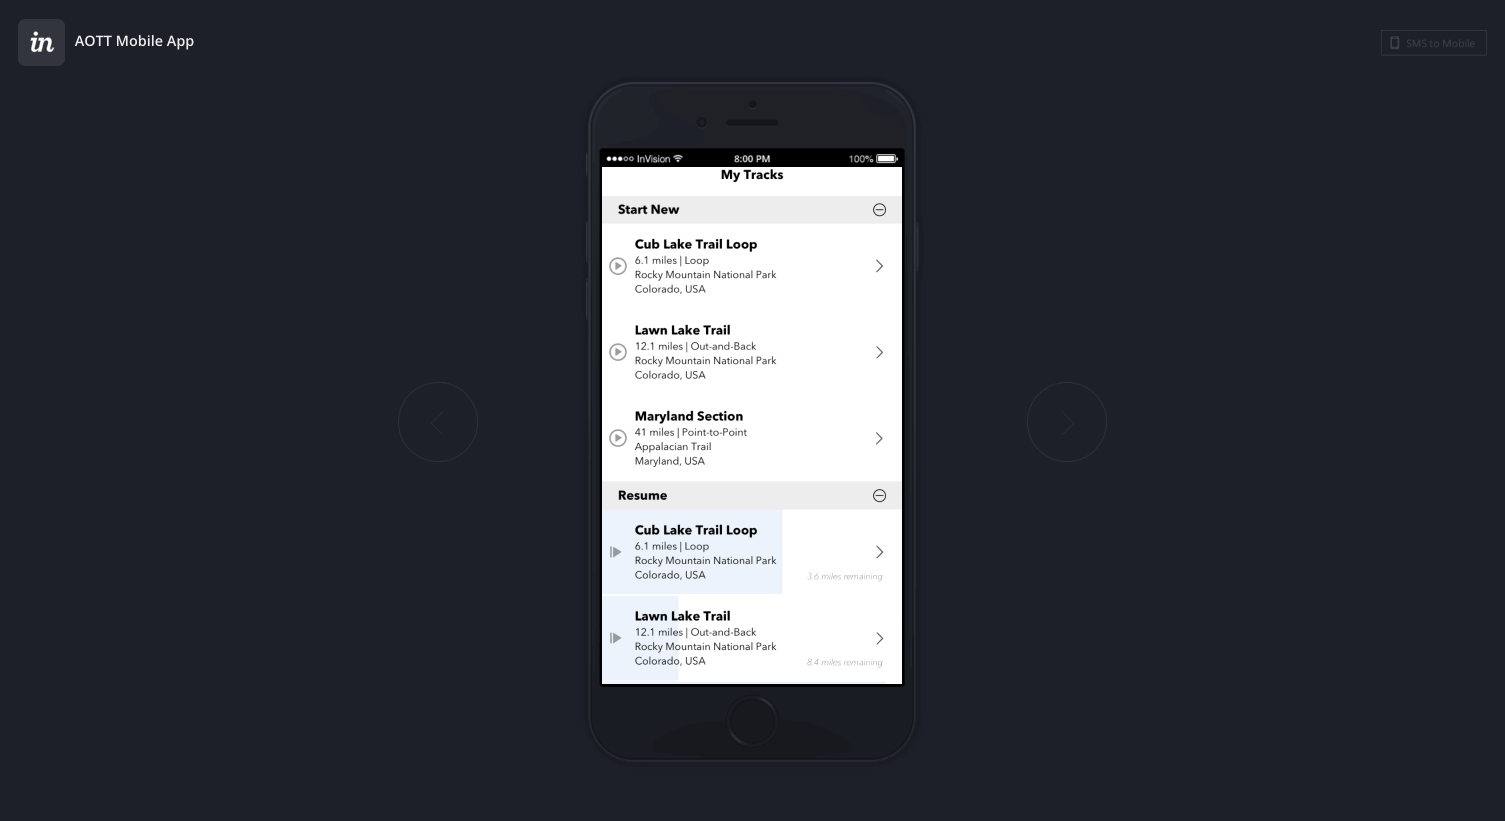 in
AOTT Mobile App
SMS to Mobile
InVision
8:00 PM
100%
My Tracks
Start New
Cub Lake Trail Loop
6.1 miles | Loop
Rocky Mountain National Park
Colorado, USA
Lawn Lake Trail
12.1 miles | Out-and-Back
Rocky Mountain National Park
Colorado, USA
Maryland Section
41 miles | Point-to-Point
Appalacian Trail
Maryland, USA
Resume
Cub Lake Trail Loop
6.1 miles | Loop
Rocky Mountain National Park
Colorado, USA
3.6 miles remaining
Lawn Lake Trail
12.1 miles | Out-and-Back
Rocky Mountain National Park
Colorado, USA
8.4 miles remaining